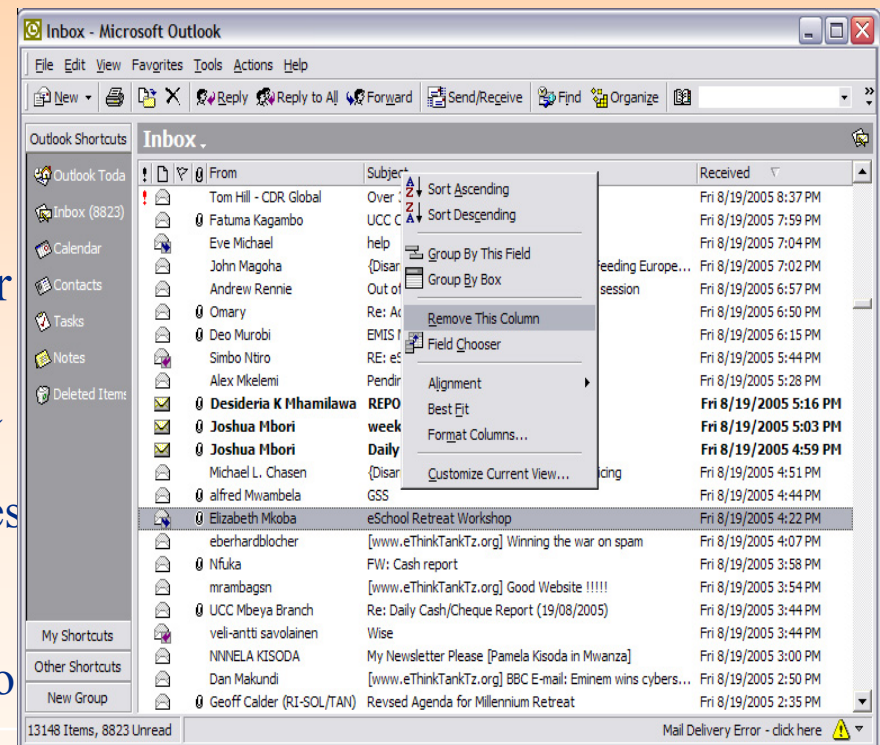 Inbox - Microsoft Outlook
File Edit View Favorites Tools Actions Help
New Reply Reply to All Forward Send/Receive Find Organize
Outlook Shortcuts
Inbox
Outlook Toda
Inbox (8823)
Calendar
Contacts
Tasks
Notes
Deleted Items
My Shortcuts
Other Shortcuts
New Group
! From Subject Received
! Tom Hill - CDR Global Over Fri 8/19/2005 8:37 PM
Fatuma Kagambo UCC C Fri 8/19/2005 7:59 PM
Eve Michael help Fri 8/19/2005 7:04 PM
John Magoha {Disar eeding Europe... Fri 8/19/2005 7:02 PM
Andrew Rennie Out of session Fri 8/19/2005 6:57 PM
Omary Re: Ac Fri 8/19/2005 6:50 PM
Deo Murobi EMIS Fri 8/19/2005 6:15 PM
Simbo Ntiro RE: eS Fri 8/19/2005 5:44 PM
Alex Mkelemi Pendin Fri 8/19/2005 5:28 PM
Desideria K Mhamilawa REPO Fri 8/19/2005 5:16 PM
Joshua Mbori week Fri 8/19/2005 5:03 PM
Joshua Mbori Daily Fri 8/19/2005 4:59 PM
Michael L. Chasen {Disar icing Fri 8/19/2005 4:51 PM
alfred Mwambela GSS Fri 8/19/2005 4:44 PM
Elizabeth Mkoba eSchool Retreat Workshop Fri 8/19/2005 4:22 PM
eberhardblocher [www.eThinkTankTz.org] Winning the war on spam Fri 8/19/2005 4:07 PM
Nfuka FW: Cash report Fri 8/19/2005 3:58 PM
mrambagsn [www.eThinkTankTz.org] Good Website !!!!! Fri 8/19/2005 3:54 PM
UCC Mbeya Branch Re: Daily Cash/Cheque Report (19/08/2005) Fri 8/19/2005 3:44 PM
veli-antti savolainen Wise Fri 8/19/2005 3:44 PM
NNNELA KISODA My Newsletter Please [Pamela Kisoda in Mwanza] Fri 8/19/2005 3:00 PM
Dan Makundi [www.eThinkTankTz.org] BBC E-mail: Eminem wins cybers... Fri 8/19/2005 2:50 PM
Geoff Calder (RI-SOL/TAN) Revsed Agenda for Millennium Retreat Fri 8/19/2005 2:35 PM
Sort Ascending
Sort Descending
Group By This Field
Group By Box
Remove This Column
Field Chooser
Alignment
Best Fit
Format Columns...
Customize Current View...
13148 Items, 8823 Unread Mail Delivery Error - click here
r
es
o